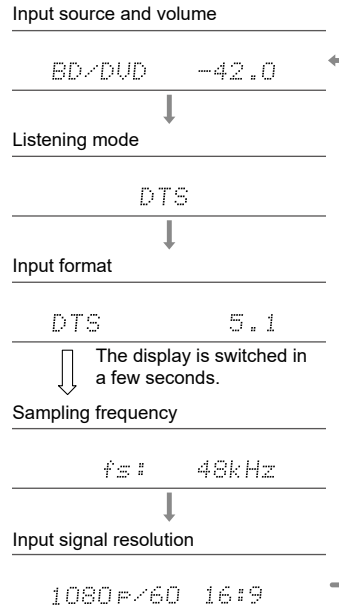 Input source and volume
BD/DVD -42.0
Listening mode
DTS
Input format
DTS 5.1
The display is switched in
a few seconds.
Sampling frequency
fs: 48kHz
Input signal resolution
1080p/60 16:9